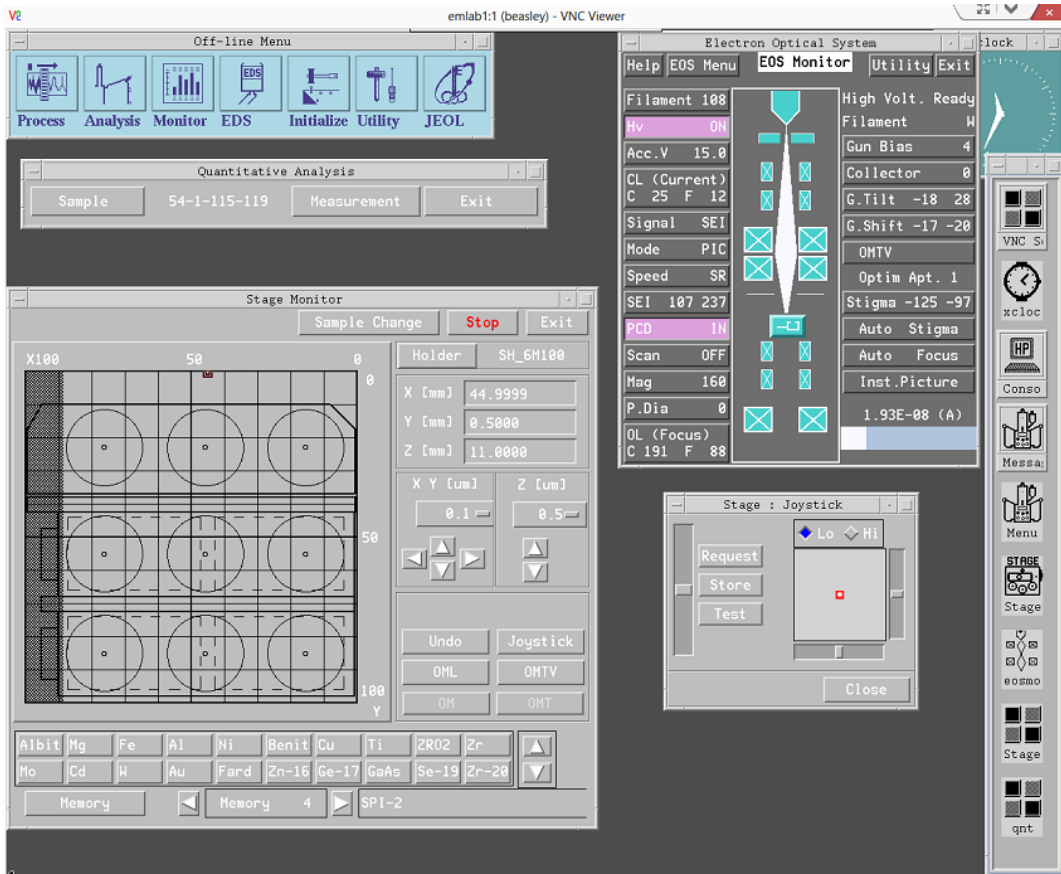 emlab1:1 (beasley) - VNC Viewer
Off-line Menu
Process Analysis Monitor EDS Initialize Utility JEOL
EDS
Quantitative Analysis
Sample 54-1-115-119 Measurement Exit
Stage Monitor
Sample Change Stop Exit
X100 50 0
0
50
100
Y
Holder SH_6M100
X [mm] 44.9999
Y [mm] 0.5000
Z [mm] 11.0000
X Y [um] Z [um]
0.1 0.5
Undo Joystick
OML OMTV
OM OMT
Albit Mg Fe Al Ni Benit Cu Ti ZRO2 Zr
Mo Cd W Au Fard Zn-16 Ge-17 GaAs Se-19 Zr-20
Memory Memory 4 SPI-2
Electron Optical System
Help EOS Menu EOS Monitor Utility Exit
Filament 108
Hv ON
Acc.V 15.0
CL (Current)
C 25 F 12
Signal SEI
Mode PIC
Speed SR
SEI 107 237
PCD IN
Scan OFF
Mag 160
P.Dia 0
OL (Focus)
C 191 F 88
High Volt. Ready
Filament W
Gun Bias 4
Collector 0
G.Tilt -18 28
G.Shift -17 -20
OMTV
Optim Apt. 1
Stigma -125 -97
Auto Stigma
Auto Focus
Inst.Picture
1.93E-08 (A)
Stage : Joystick
Lo Hi
Request
Store
Test
Close
:lock
VNC S
xcloc
HP
Conso
Messa
Menu
STAGE
Stage
eosmo
Stage
qnt